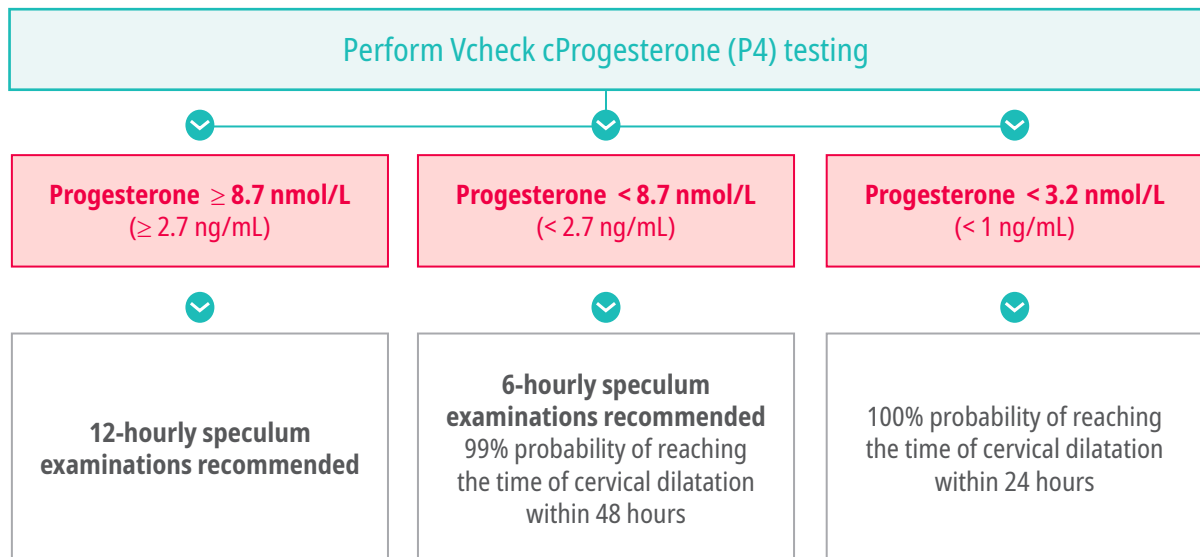 Perform Vcheck cProgesterone (P4) testing
Progesterone ≥ 8.7 nmol/L
(≥ 2.7 ng/mL)
Progesterone < 8.7 nmol/L
(< 2.7 ng/mL)
Progesterone < 3.2 nmol/L
(< 1 ng/mL)
12-hourly speculum
examinations recommended
6-hourly speculum
examinations recommended
99% probability of reaching
the time of cervical dilatation
within 48 hours
100% probability of reaching
the time of cervical dilatation
within 24 hours